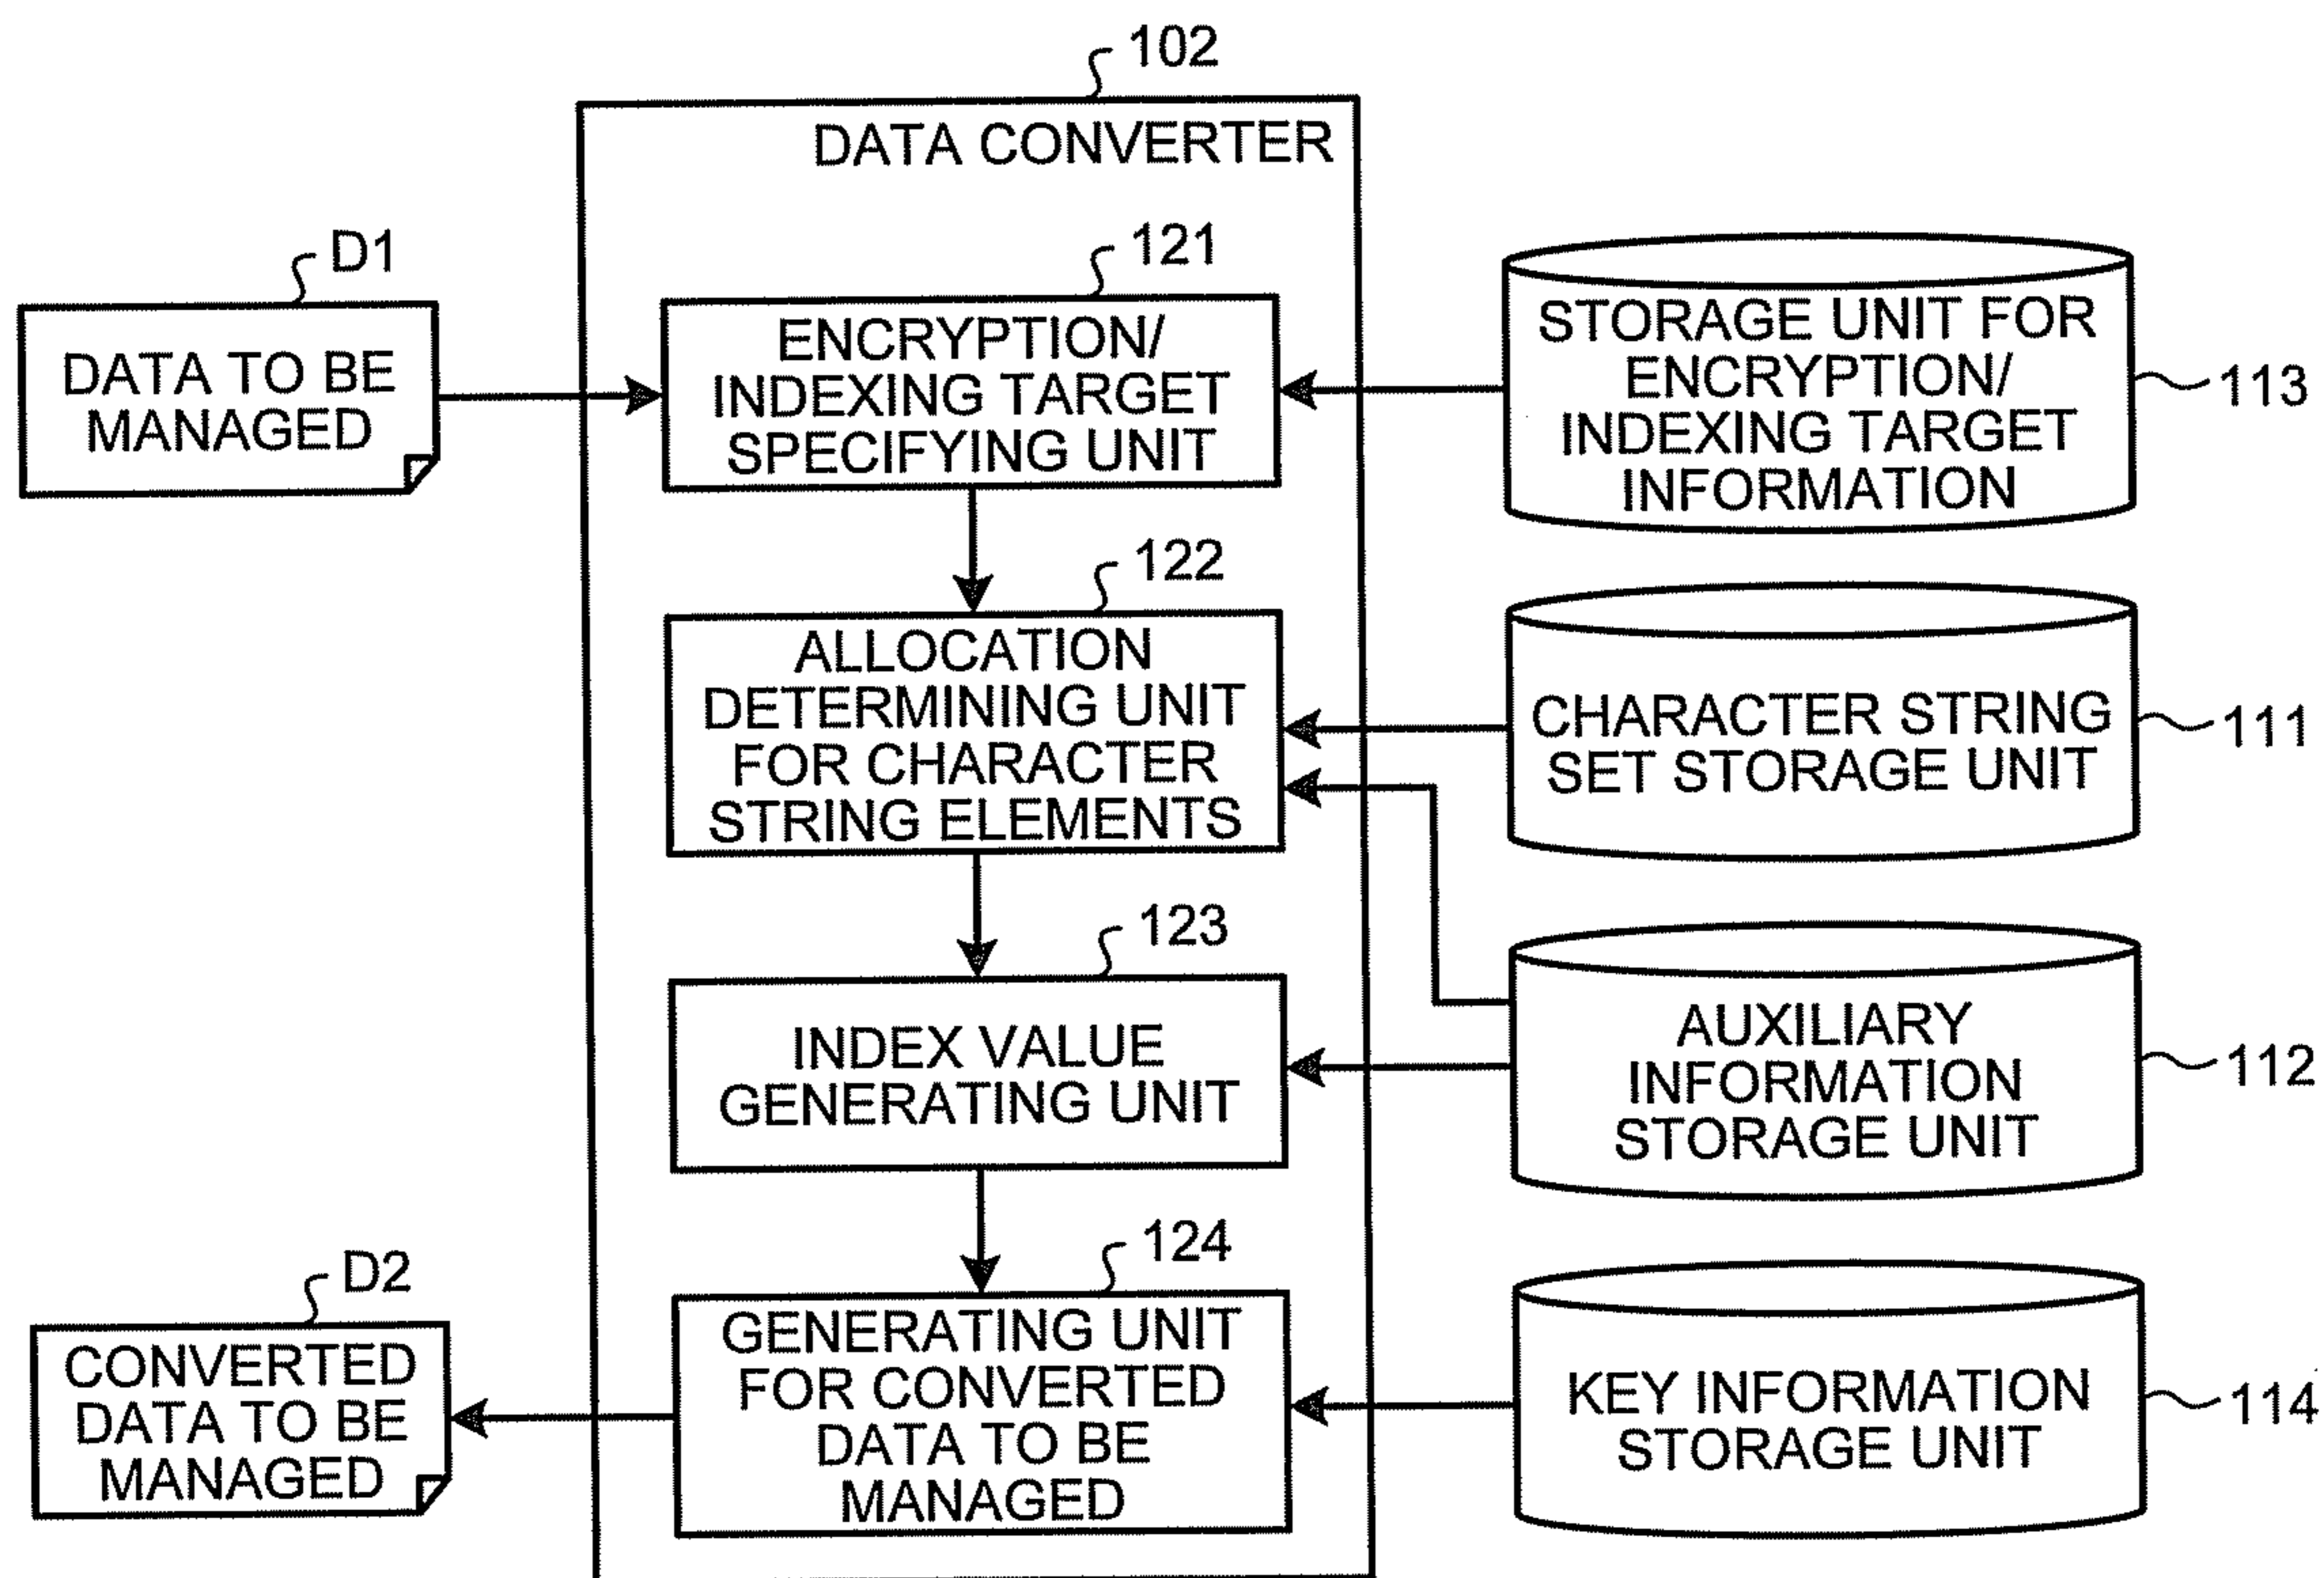 102
DATA CONVERTER
D1
DATA TO BE
MANAGED
121
ENCRYPTION/
INDEXING TARGET
SPECIFYING UNIT
STORAGE UNIT FOR
ENCRYPTION/
INDEXING TARGET
INFORMATION
113
122
ALLOCATION
DETERMINING UNIT
FOR CHARACTER
STRING ELEMENTS
CHARACTER STRING
SET STORAGE UNIT
111
123
INDEX VALUE
GENERATING UNIT
AUXILIARY
INFORMATION
STORAGE UNIT
112
D2
CONVERTED
DATA TO BE
MANAGED
124
GENERATING UNIT
FOR CONVERTED
DATA TO BE
MANAGED
KEY INFORMATION
STORAGE UNIT
114